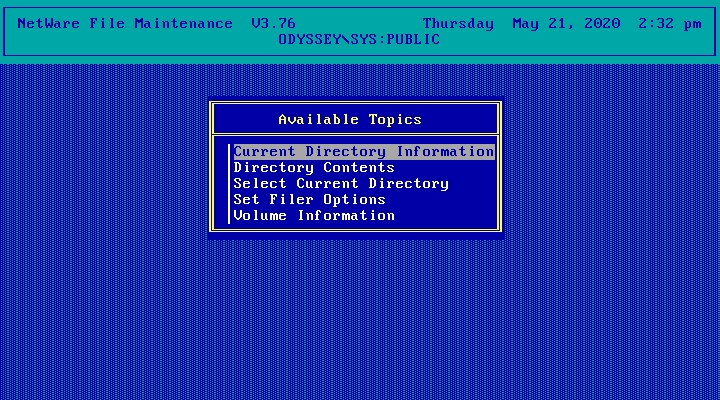 NetWare File Maintenance  V3.76              Thursday  May 21, 2020  2:32 pm
ODYSSEY\SYS:PUBLIC
Available Topics
Current Directory Information
Directory Contents
Select Current Directory
Set Filer Options
Volume Information